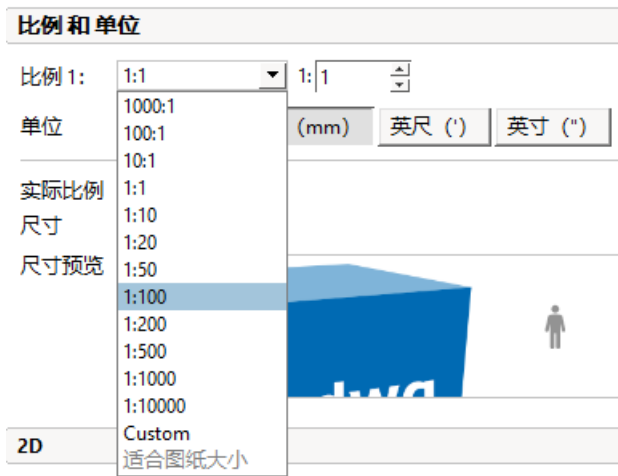 比例和单位
比例 1: 1:1 1: 1
1000:1
单位 100:1 (mm) 英尺 (') 英寸 (")
10:1
实际比例 1:1
1:10
尺寸 1:20
尺寸预览 1:50
1:100
1:200
1:500
1:1000
dwg
1:10000
Custom
2D
适合图纸大小